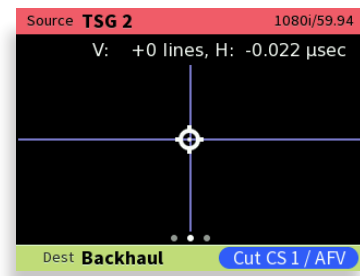 Source TSG 2 1080i/59.94
V: +0 lines, H: -0.022 µsec
Dest Backhaul Cut CS 1 / AFV